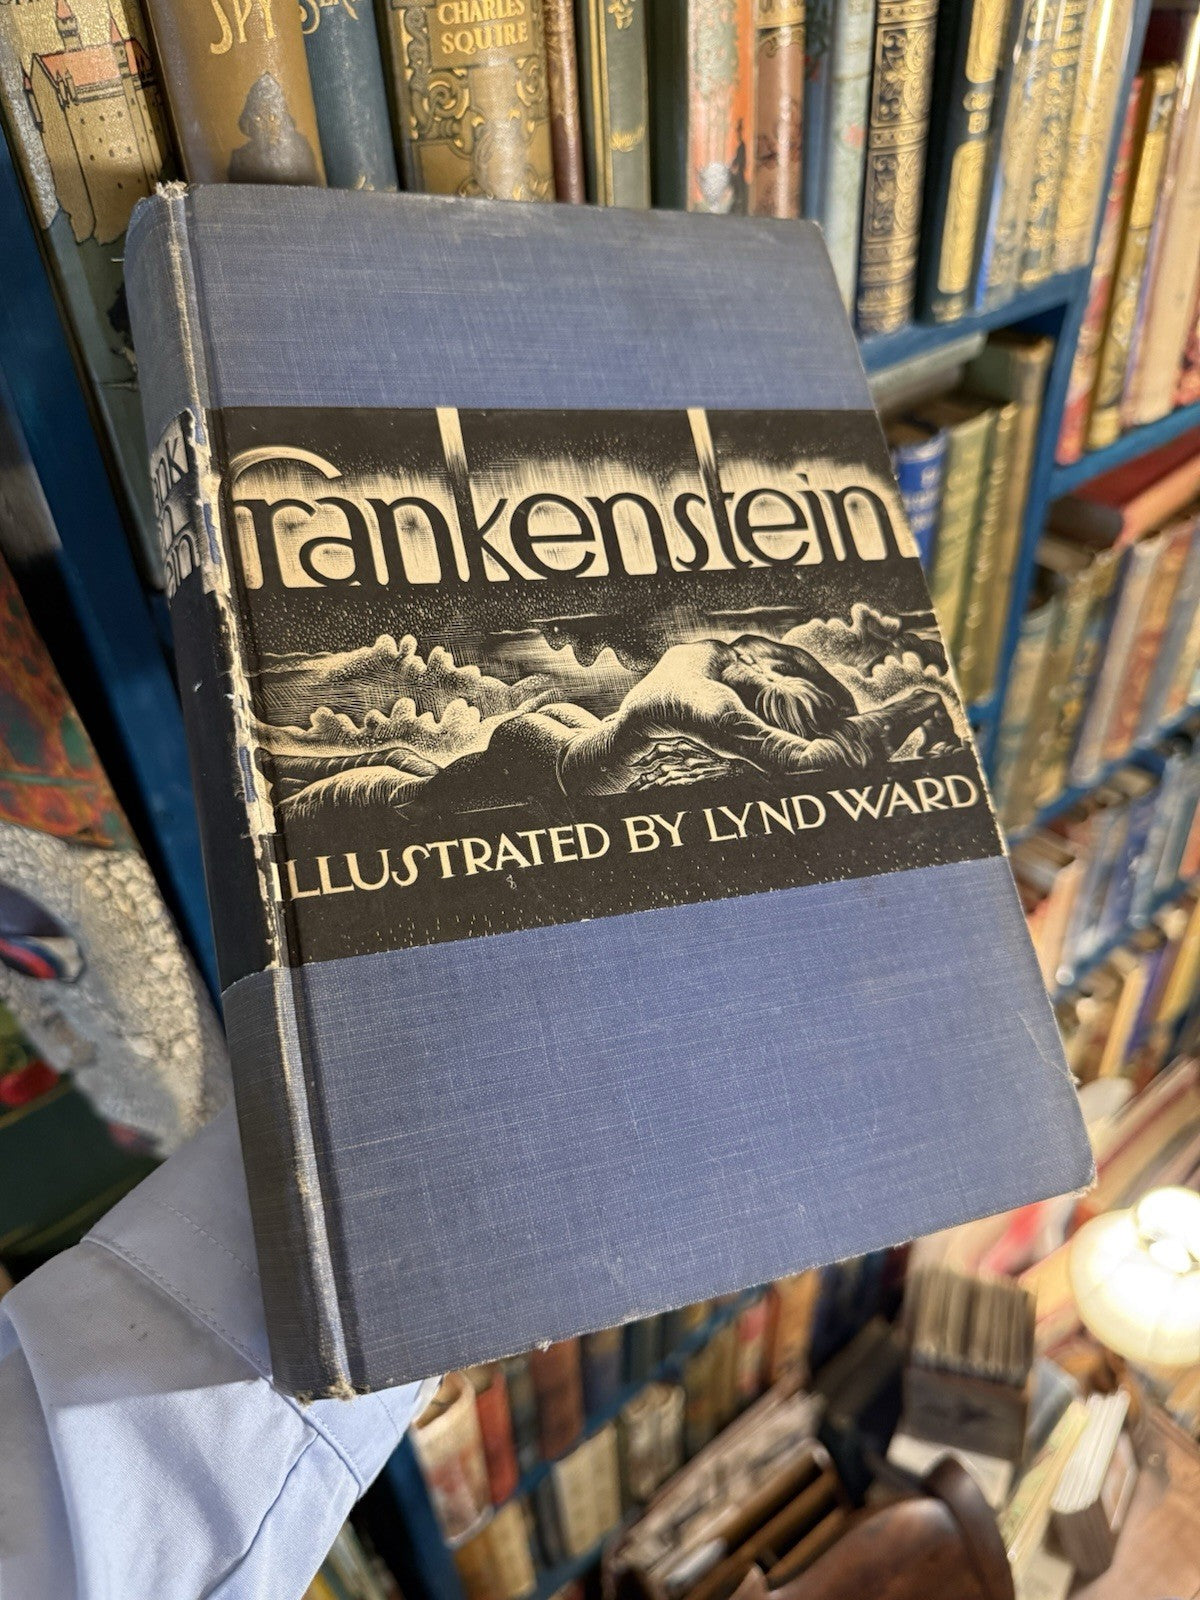 SPY
CHARLES
SQUIRE
frankenstein
ILLUSTRATED BY LYND WARD